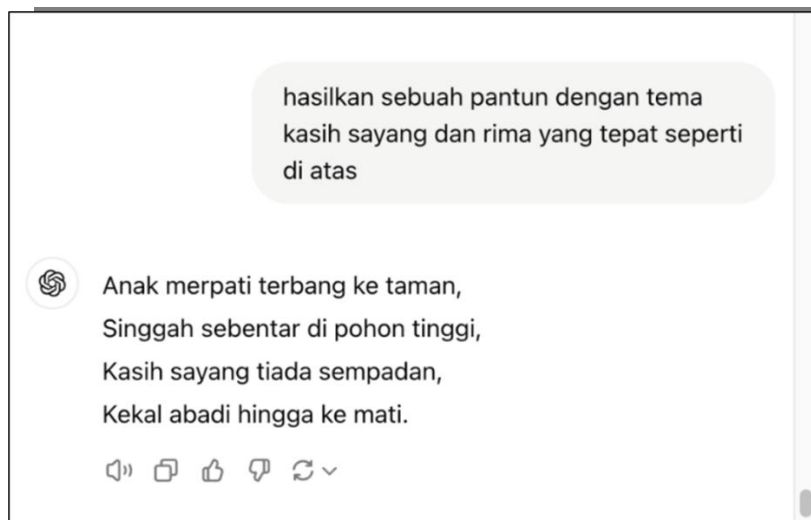 hasilkan sebuah pantun dengan tema
kasih sayang dan rima yang tepat seperti
di atas
Anak merpati terbang ke taman,
Singgah sebentar di pohon tinggi,
Kasih sayang tiada sempadan,
Kekal abadi hingga ke mati.